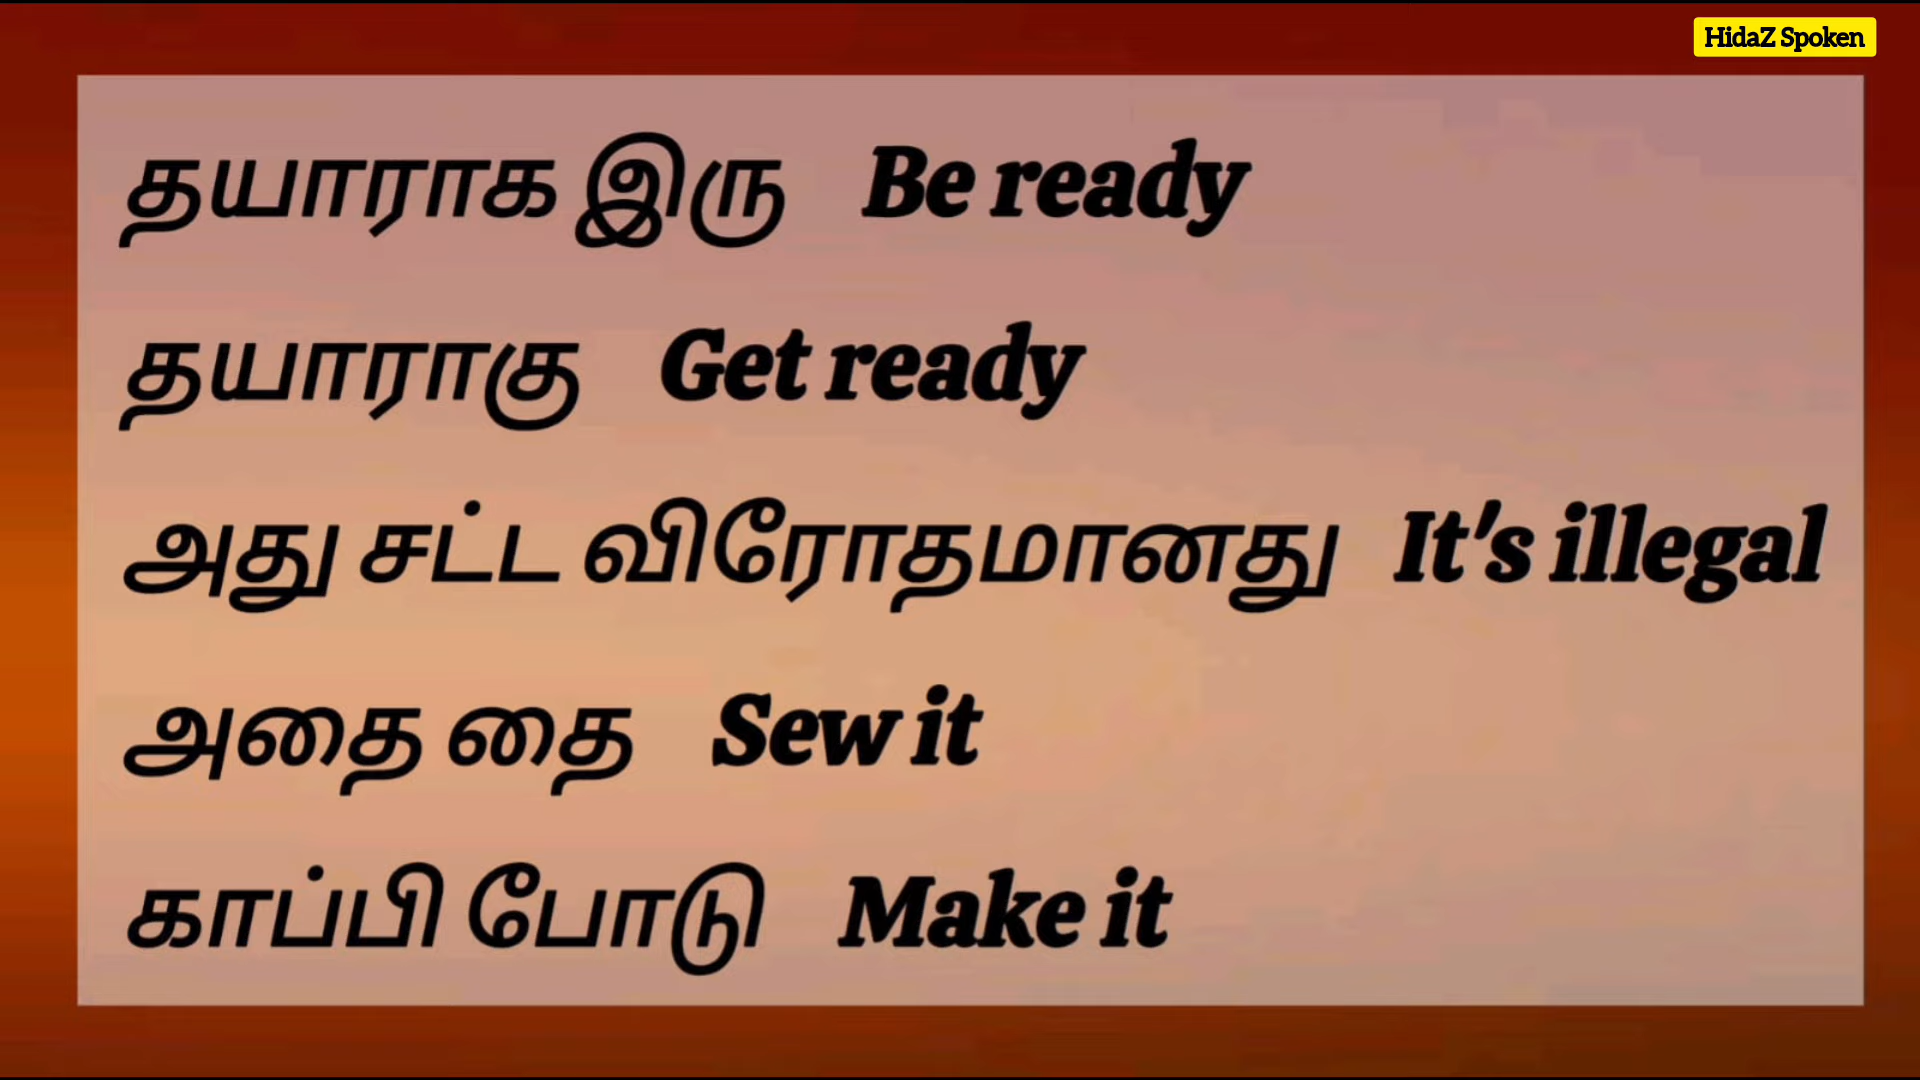 HidaZ Spoken
தயாராக இரு Be ready
தயாராகு Get ready
அது சட்ட விரோதமானது It's illegal
அதை தை Sew it
காப்பி போடு Make it